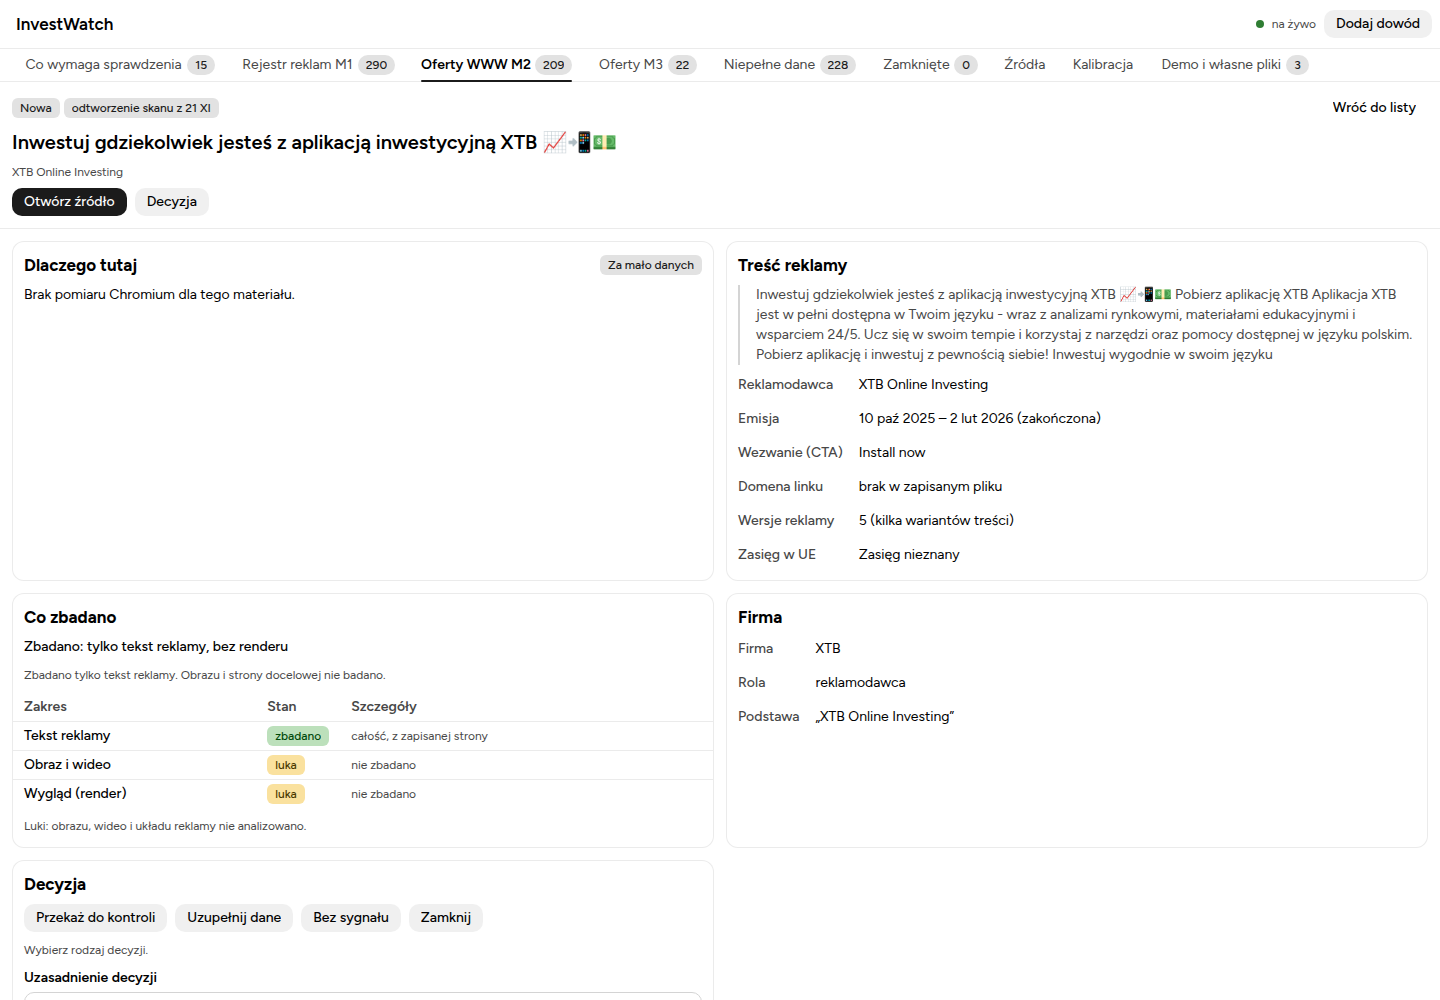 InvestWatch
na żywo
Dodaj dowód
Co wymaga sprawdzenia 15
Rejestr reklam M1 290
Oferty WWW M2 209
Oferty M3 22
Niepełne dane 228
Zamknięte 0
Źródła
Kalibracja
Demo i własne pliki 3
Nowa
odtworzenie skanu z 21 XI
Wróć do listy
Inwestuj gdziekolwiek jesteś z aplikacją inwestycyjną XTB 📈📲💵
XTB Online Investing
Otwórz źródło
Decyzja
Dlaczego tutaj
Za mało danych
Brak pomiaru Chromium dla tego materiału.
Treść reklamy
Inwestuj gdziekolwiek jesteś z aplikacją inwestycyjną XTB 📈📲💵 Pobierz aplikację XTB Aplikacja XTB
jest w pełni dostępna w Twoim języku - wraz z analizami rynkowymi, materiałami edukacyjnymi i
wsparciem 24/5. Ucz się w swoim tempie i korzystaj z narzędzi oraz pomocy dostępnej w języku polskim.
Pobierz aplikację i inwestuj z pewnością siebie! Inwestuj wygodnie w swoim języku
Reklamodawca XTB Online Investing
Emisja 10 paź 2025 – 2 lut 2026 (zakończona)
Wezwanie (CTA) Install now
Domena linku brak w zapisanym pliku
Wersje reklamy 5 (kilka wariantów treści)
Zasięg w UE Zasięg nieznany
Co zbadano
Zbadano: tylko tekst reklamy, bez renderu
Zbadano tylko tekst reklamy. Obrazu i strony docelowej nie badano.
Zakres Stan Szczegóły
Tekst reklamy zbadano całość, z zapisanej strony
Obraz i wideo luka nie zbadano
Wygląd (render) luka nie zbadano
Luki: obrazu, wideo i układu reklamy nie analizowano.
Firma
Firma XTB
Rola reklamodawca
Podstawa „XTB Online Investing”
Decyzja
Przekaż do kontroli
Uzupełnij dane
Bez sygnału
Zamknij
Wybierz rodzaj decyzji.
Uzasadnienie decyzji